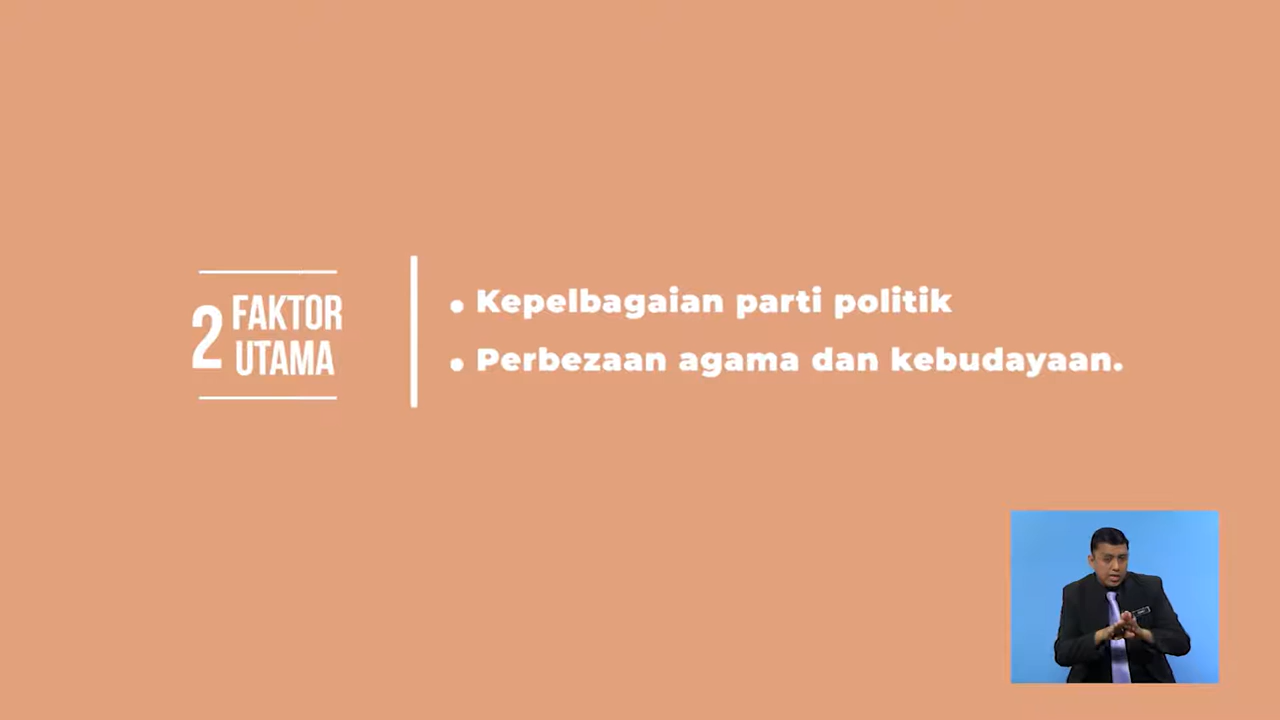 2 FAKTOR
UTAMA
• Kepelbagaian parti politik
• Perbezaan agama dan kebudayaan.